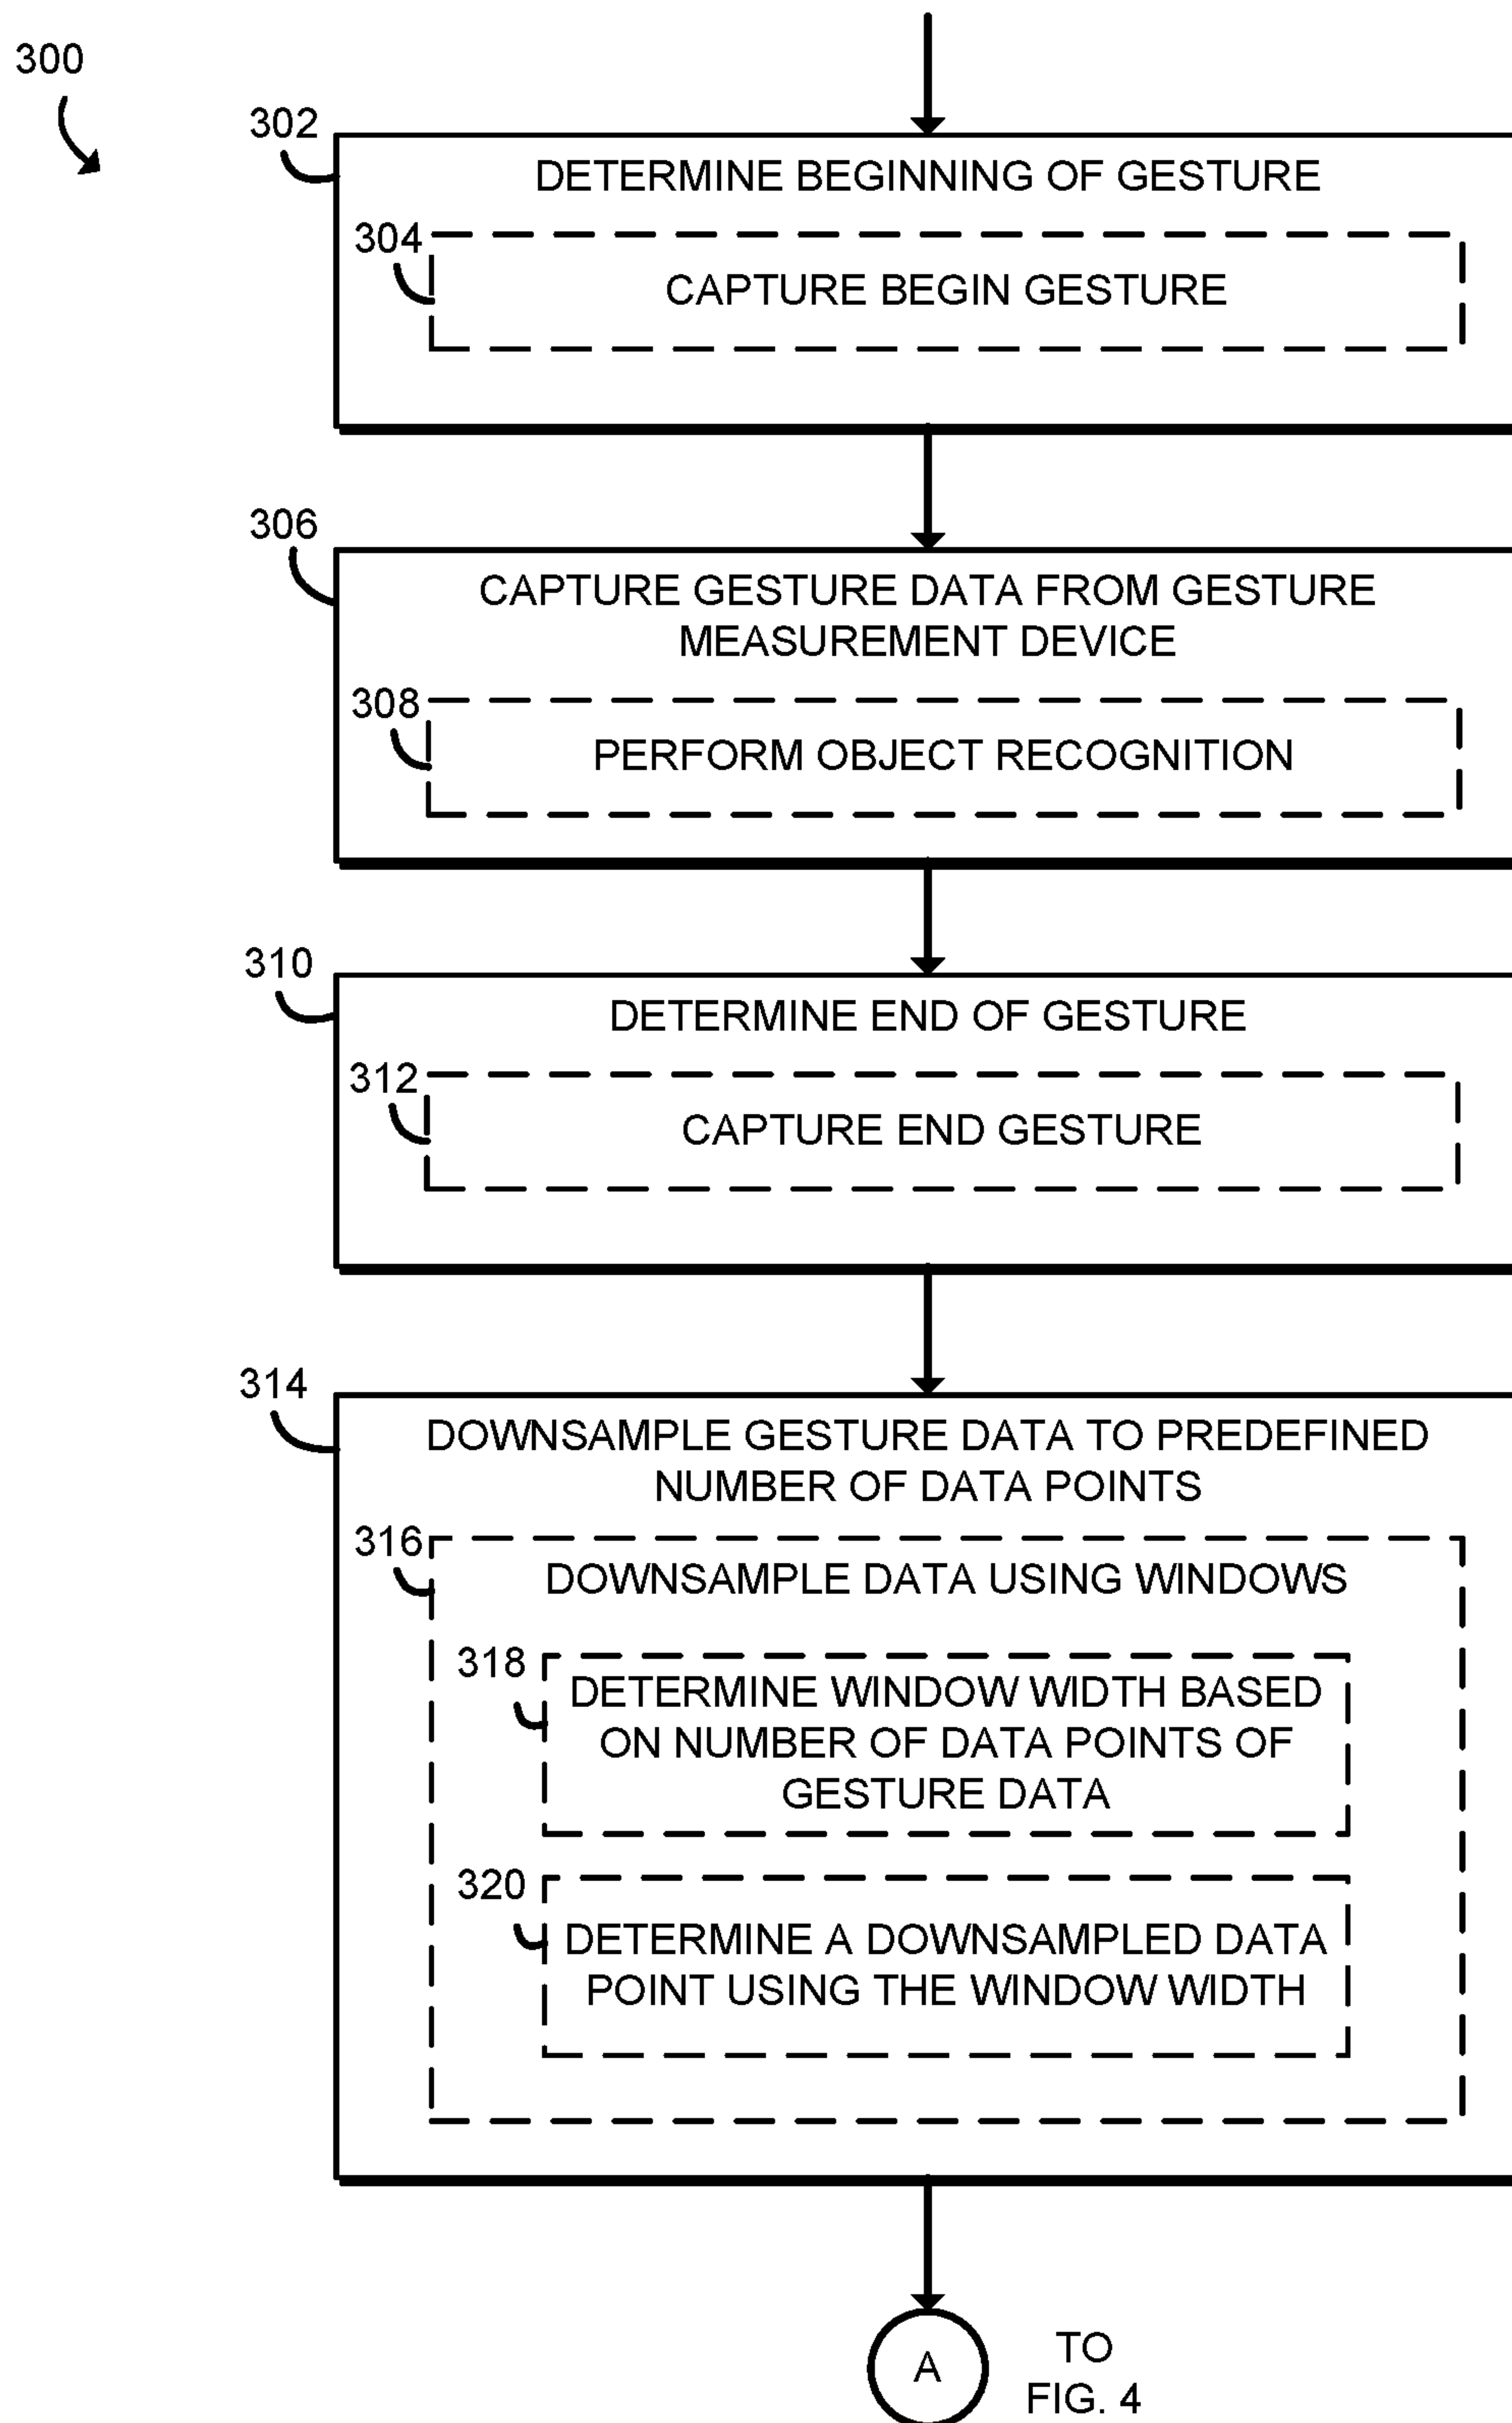 300
302
DETERMINE BEGINNING OF GESTURE
304
CAPTURE BEGIN GESTURE
306
CAPTURE GESTURE DATA FROM GESTURE
MEASUREMENT DEVICE
308
PERFORM OBJECT RECOGNITION
310
DETERMINE END OF GESTURE
312
CAPTURE END GESTURE
314
DOWNSAMPLE GESTURE DATA TO PREDEFINED
NUMBER OF DATA POINTS
316
DOWNSAMPLE DATA USING WINDOWS
318
DETERMINE WINDOW WIDTH BASED
ON NUMBER OF DATA POINTS OF
GESTURE DATA
320
DETERMINE A DOWNSAMPLED DATA
POINT USING THE WINDOW WIDTH
A
TO
FIG. 4